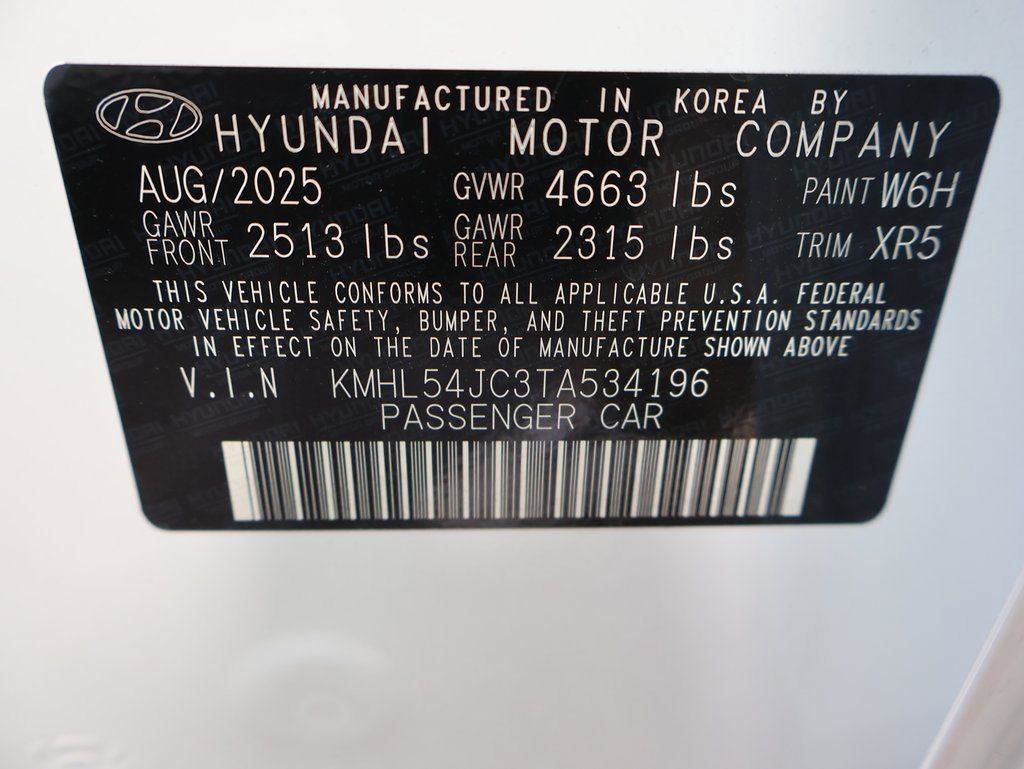 MANUFACTURED IN KOREA BY
HYUNDAI MOTOR COMPANY
AUG/2025 GVWR 4663 lbs PAINT W6H
GAWR FRONT 2513 lbs GAWR REAR 2315 lbs TRIM XR5
THIS VEHICLE CONFORMS TO ALL APPLICABLE U.S.A. FEDERAL
MOTOR VEHICLE SAFETY, BUMPER, AND THEFT PREVENTION STANDARDS
IN EFFECT ON THE DATE OF MANUFACTURE SHOWN ABOVE
V.I.N KMHL54JC3TA534196
PASSENGER CAR